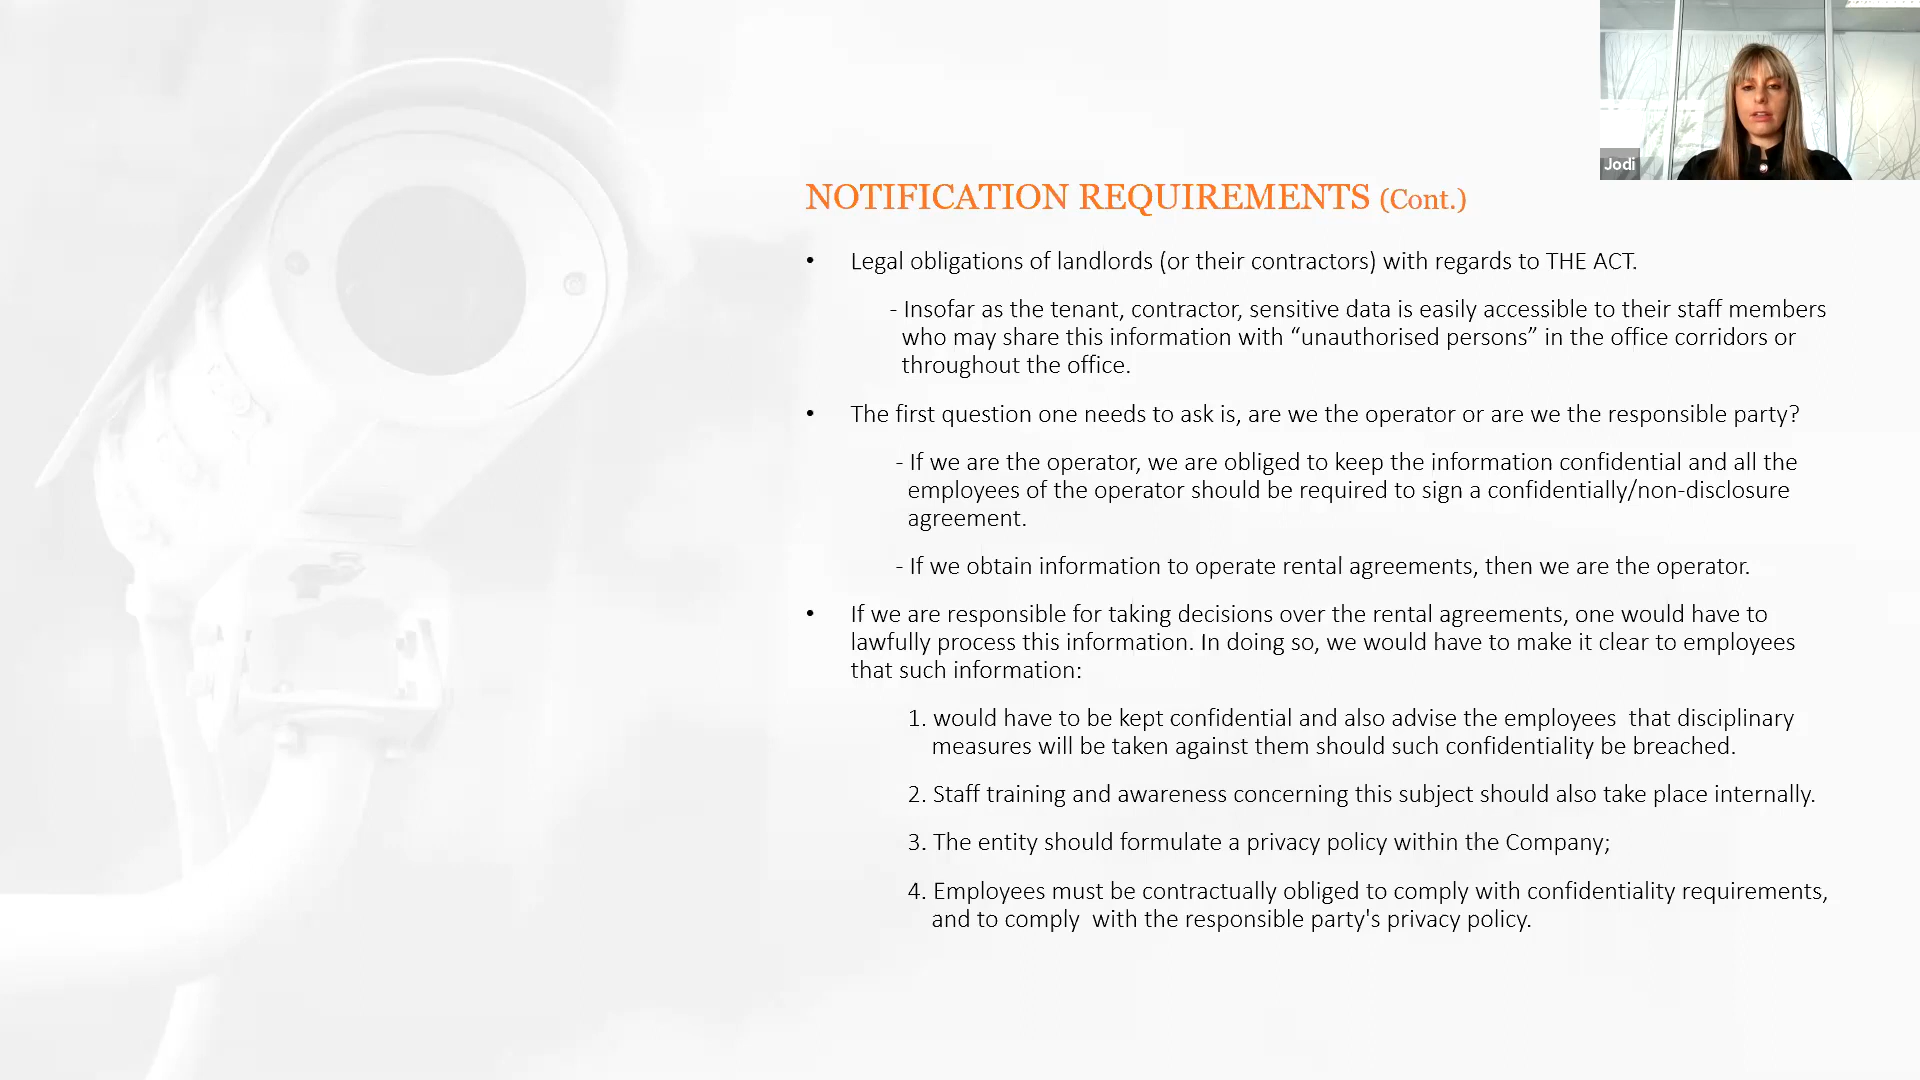 Jodi
NOTIFICATION REQUIREMENTS (Cont.)
• Legal obligations of landlords (or their contractors) with regards to THE ACT.
- Insofar as the tenant, contractor, sensitive data is easily accessible to their staff members
who may share this information with “unauthorised persons” in the office corridors or
throughout the office.
• The first question one needs to ask is, are we the operator or are we the responsible party?
- If we are the operator, we are obliged to keep the information confidential and all the
employees of the operator should be required to sign a confidentially/non-disclosure
agreement.
- If we obtain information to operate rental agreements, then we are the operator.
• If we are responsible for taking decisions over the rental agreements, one would have to
lawfully process this information. In doing so, we would have to make it clear to employees
that such information:
1. would have to be kept confidential and also advise the employees  that disciplinary
measures will be taken against them should such confidentiality be breached.
2. Staff training and awareness concerning this subject should also take place internally.
3. The entity should formulate a privacy policy within the Company;
4. Employees must be contractually obliged to comply with confidentiality requirements,
and to comply  with the responsible party's privacy policy.